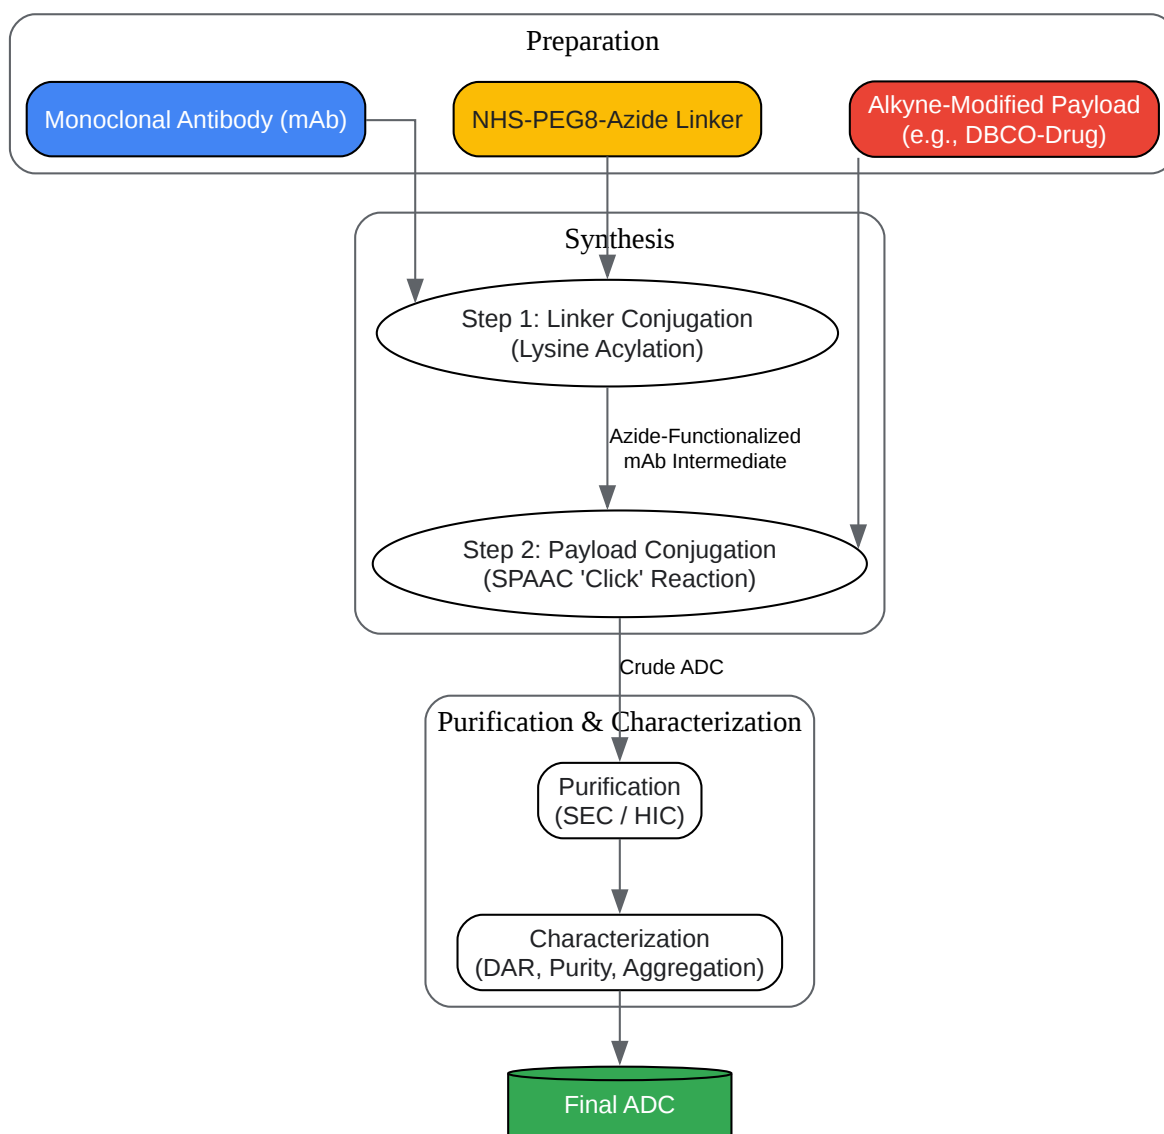 Preparation
Monoclonal Antibody (mAb)
NHS-PEG8-Azide Linker
Alkyne-Modified Payload
(e.g., DBCO-Drug)
Synthesis
Step 1: Linker Conjugation
(Lysine Acylation)
Azide-Functionalized
mAb Intermediate
Step 2: Payload Conjugation
(SPAAC 'Click' Reaction)
Crude ADC
Purification & Characterization
Purification
(SEC / HIC)
Characterization
(DAR, Purity, Aggregation)
Final ADC